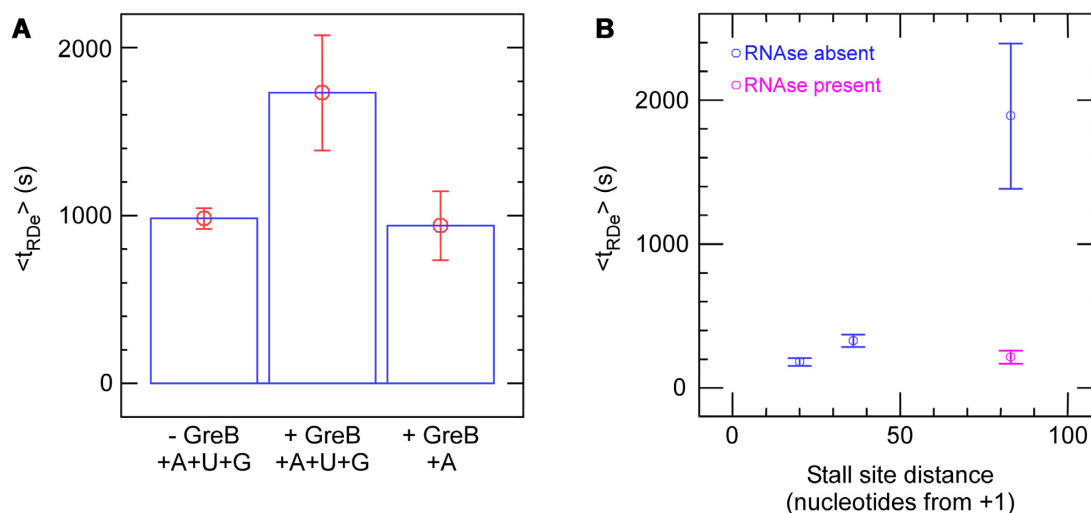 A
2000
1000
0
<tRDe> (s)
- GreB
+A+U+G
+ GreB
+A+U+G
+ GreB
+A
B
RNAse absent
RNAse present
2000
1000
0
<tRDe> (s)
0
50
100
Stall site distance
(nucleotides from +1)